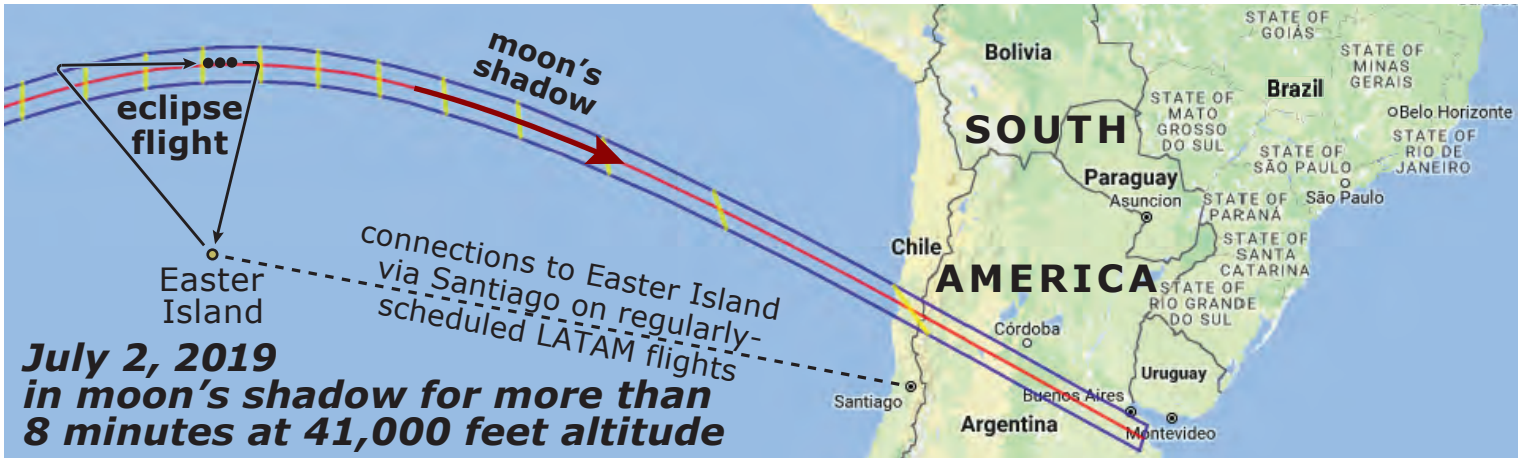 moon's
shadow
eclipse
flight
Easter
Island
connections to Easter Island
via Santiago on regularly-
scheduled LATAM flights
July 2, 2019
in moon's shadow for more than
8 minutes at 41,000 feet altitude
SOUTH
AMERICA
Bolivia
Brazil
STATE OF
GOIÁS
STATE OF
MINAS
GERAIS
Belo Horizonte
STATE OF
MATO
GROSSO
DO SUL
STATE OF
RIO DE
JANEIRO
STATE OF
SÃO PAULO
São Paulo
Paraguay
Asuncion
STATE OF
PARANÁ
STATE OF
SANTA
CATARINA
STATE OF
RIO GRANDE
DO SUL
Chile
Córdoba
Uruguay
Santiago
Buenos Aires
Argentina
Montevideo